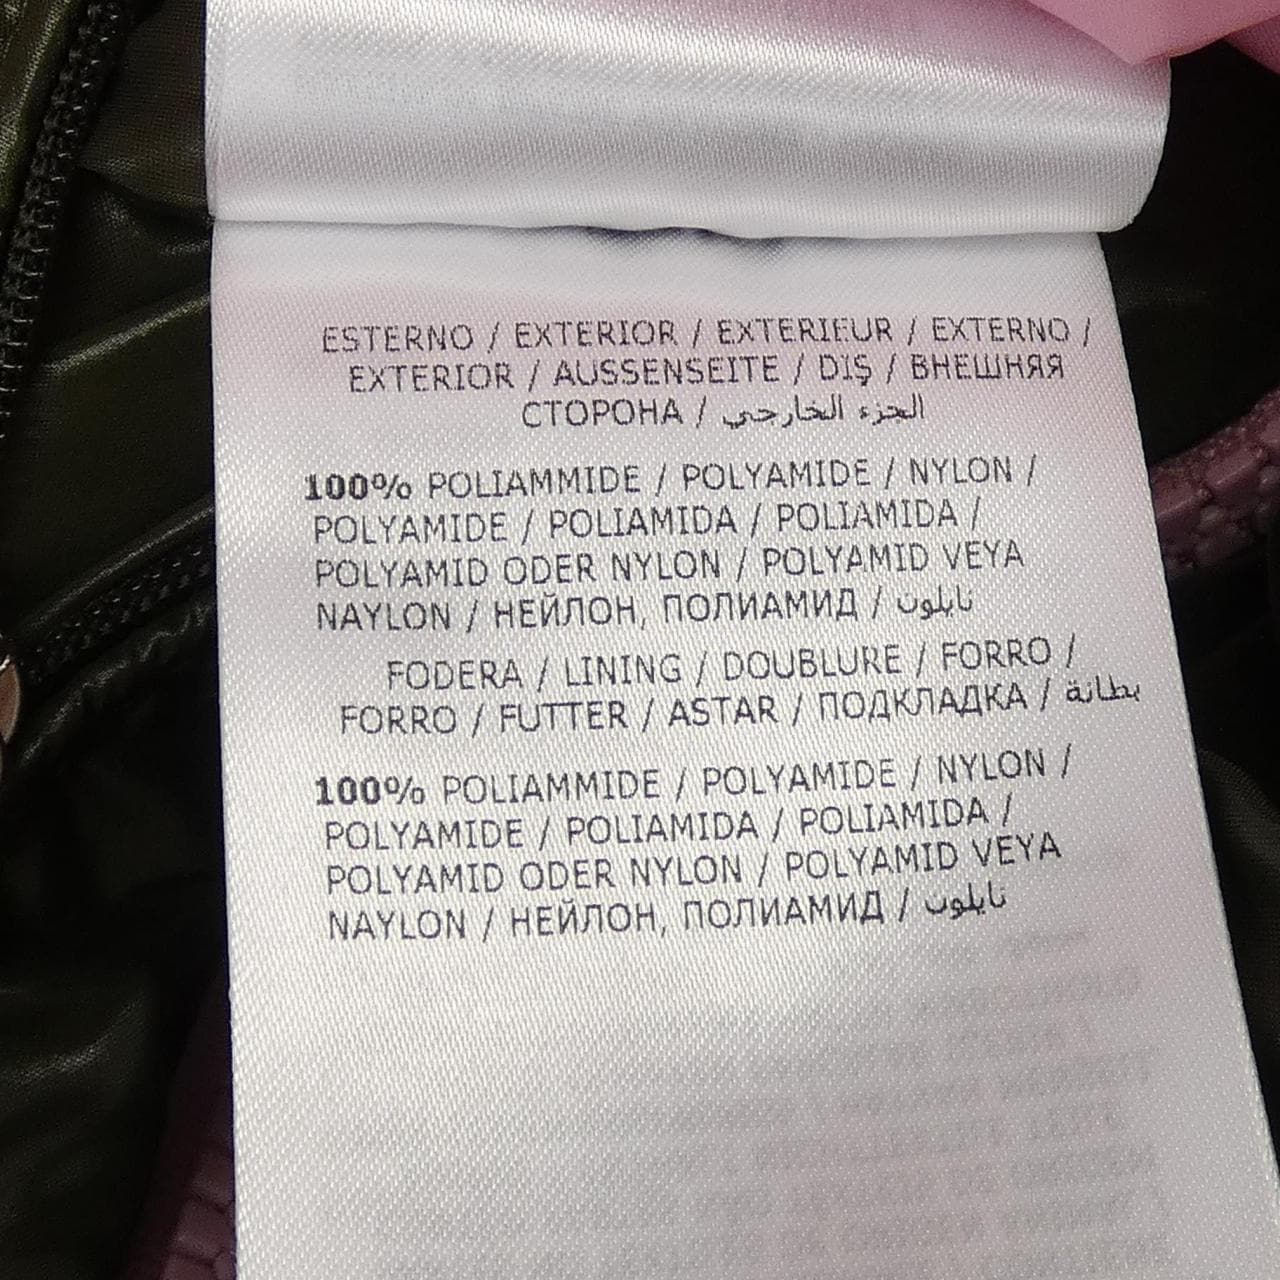 ESTERNO / EXTERIOR / EXTERIEUR / EXTERNO /
EXTERIOR / AUSSENSEITE / DIŞ / ВНЕШНЯЯ
СТОРОНА / الجزء الخارجي
100% POLIAMMIDE / POLYAMIDE / NYLON /
POLYAMIDE / POLIAMIDA / POLIAMIDA /
POLYAMID ODER NYLON / POLYAMID VEYA
NAYLON / НЕЙЛОН, ПОЛИАМИД / نايلون
FODERA / LINING / DOUBLURE / FORRO /
FORRO / FUTTER / ASTAR / ПОДКЛАДКА / بطانة
100% POLIAMMIDE / POLYAMIDE / NYLON /
POLYAMIDE / POLIAMIDA / POLIAMIDA /
POLYAMID ODER NYLON / POLYAMID VEYA
NAYLON / НЕЙЛОН, ПОЛИАМИД / نايلون